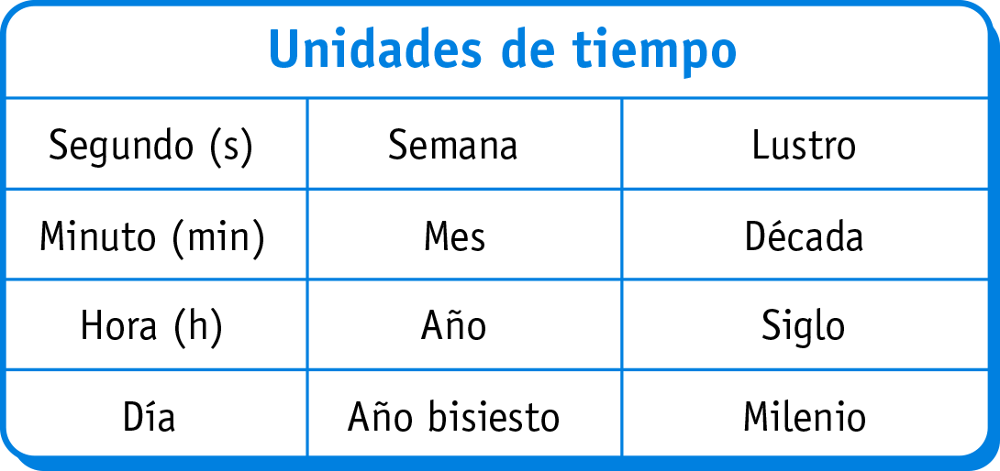 Unidades de tiempo
Segundo (s) Semana Lustro
Minuto (min) Mes Década
Hora (h) Año Siglo
Día Año bisiesto Milenio